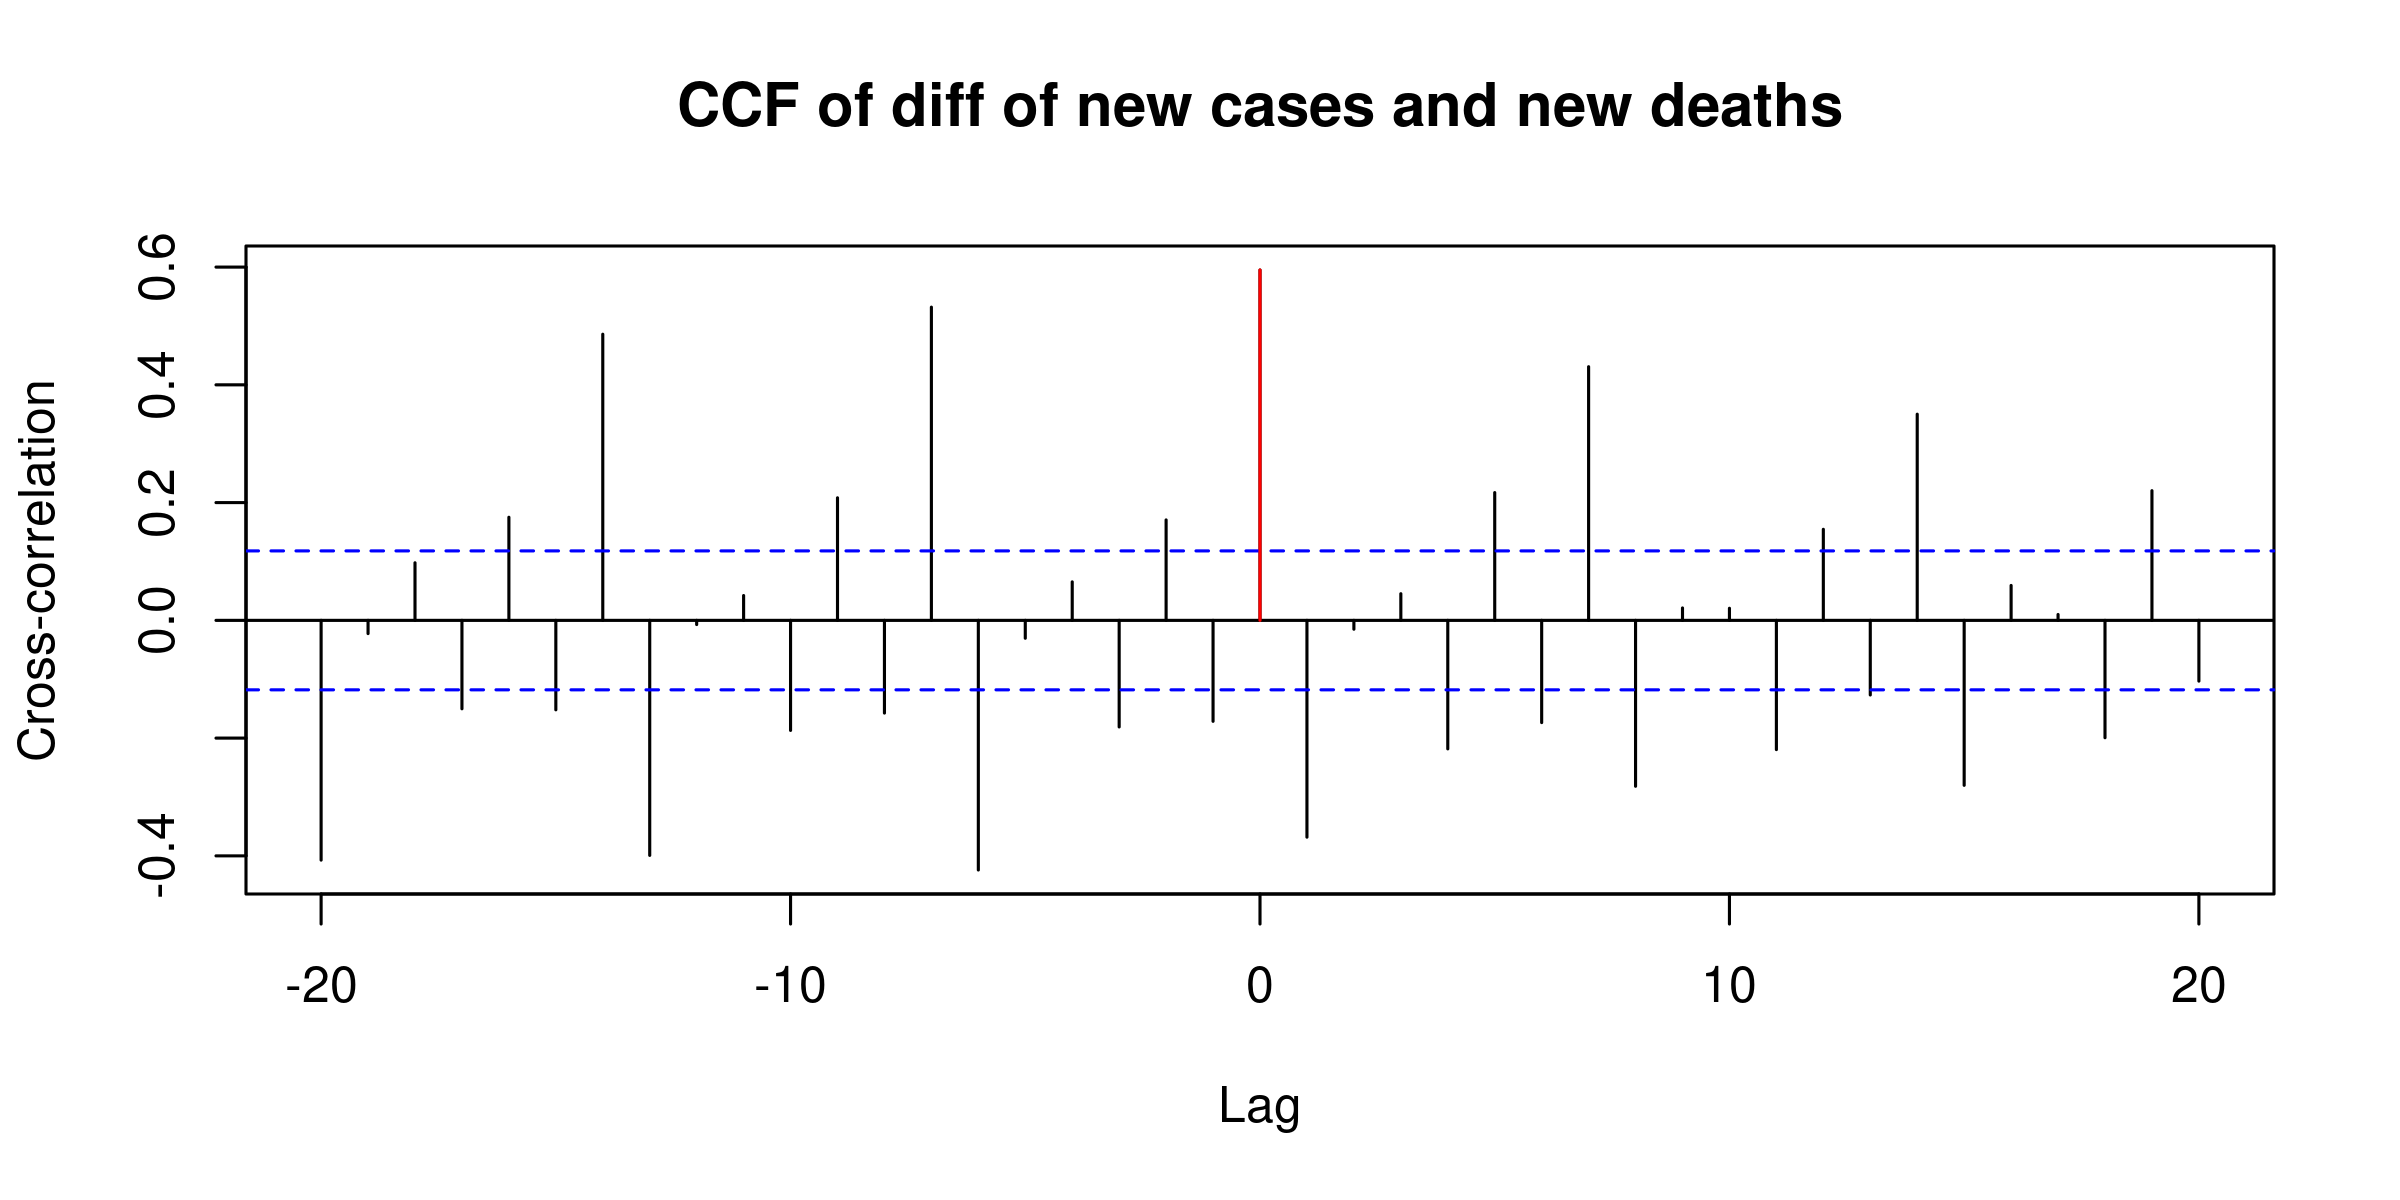 CCF of diff of new cases and new deaths
Cross-correlation
0.6
0.4
0.2
0.0
-0.4
-20 -10 0 10 20
Lag